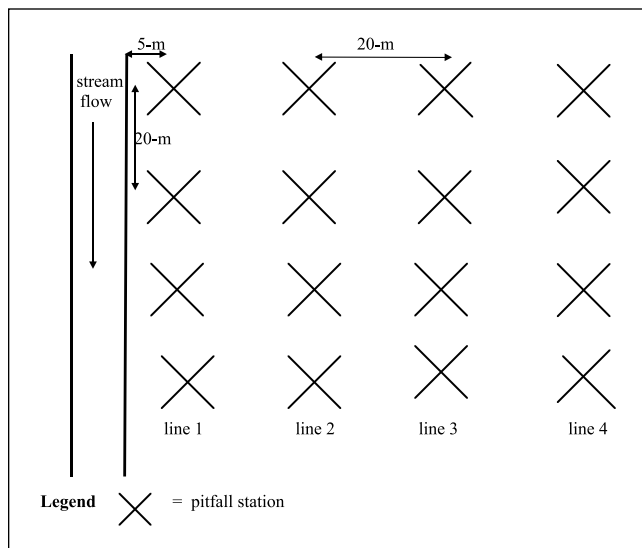 5-m
20-m
stream
flow
20-m
line 1
line 2
line 3
line 4
Legend
= pitfall station